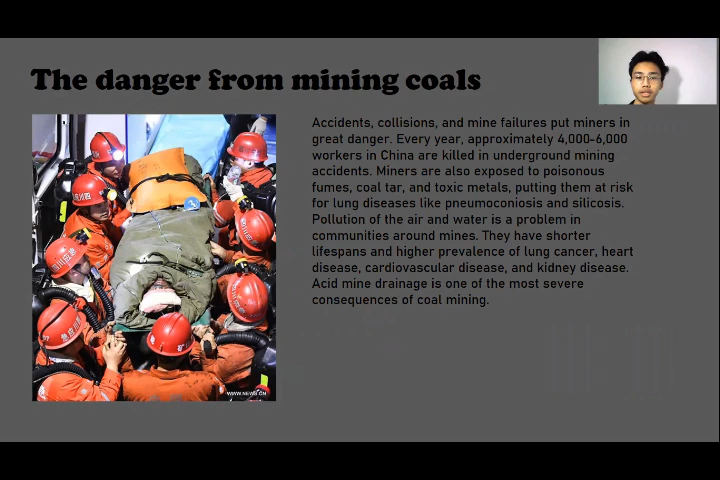 The danger from mining coals
Accidents, collisions, and mine failures put miners in
great danger. Every year, approximately 4,000-6,000
workers in China are killed in underground mining
accidents. Miners are also exposed to poisonous
fumes, coal tar, and toxic metals, putting them at risk
for lung diseases like pneumoconiosis and silicosis.
Pollution of the air and water is a problem in
communities around mines. They have shorter
lifespans and higher prevalence of lung cancer, heart
disease, cardiovascular disease, and kidney disease.
Acid mine drainage is one of the most severe
consequences of coal mining.